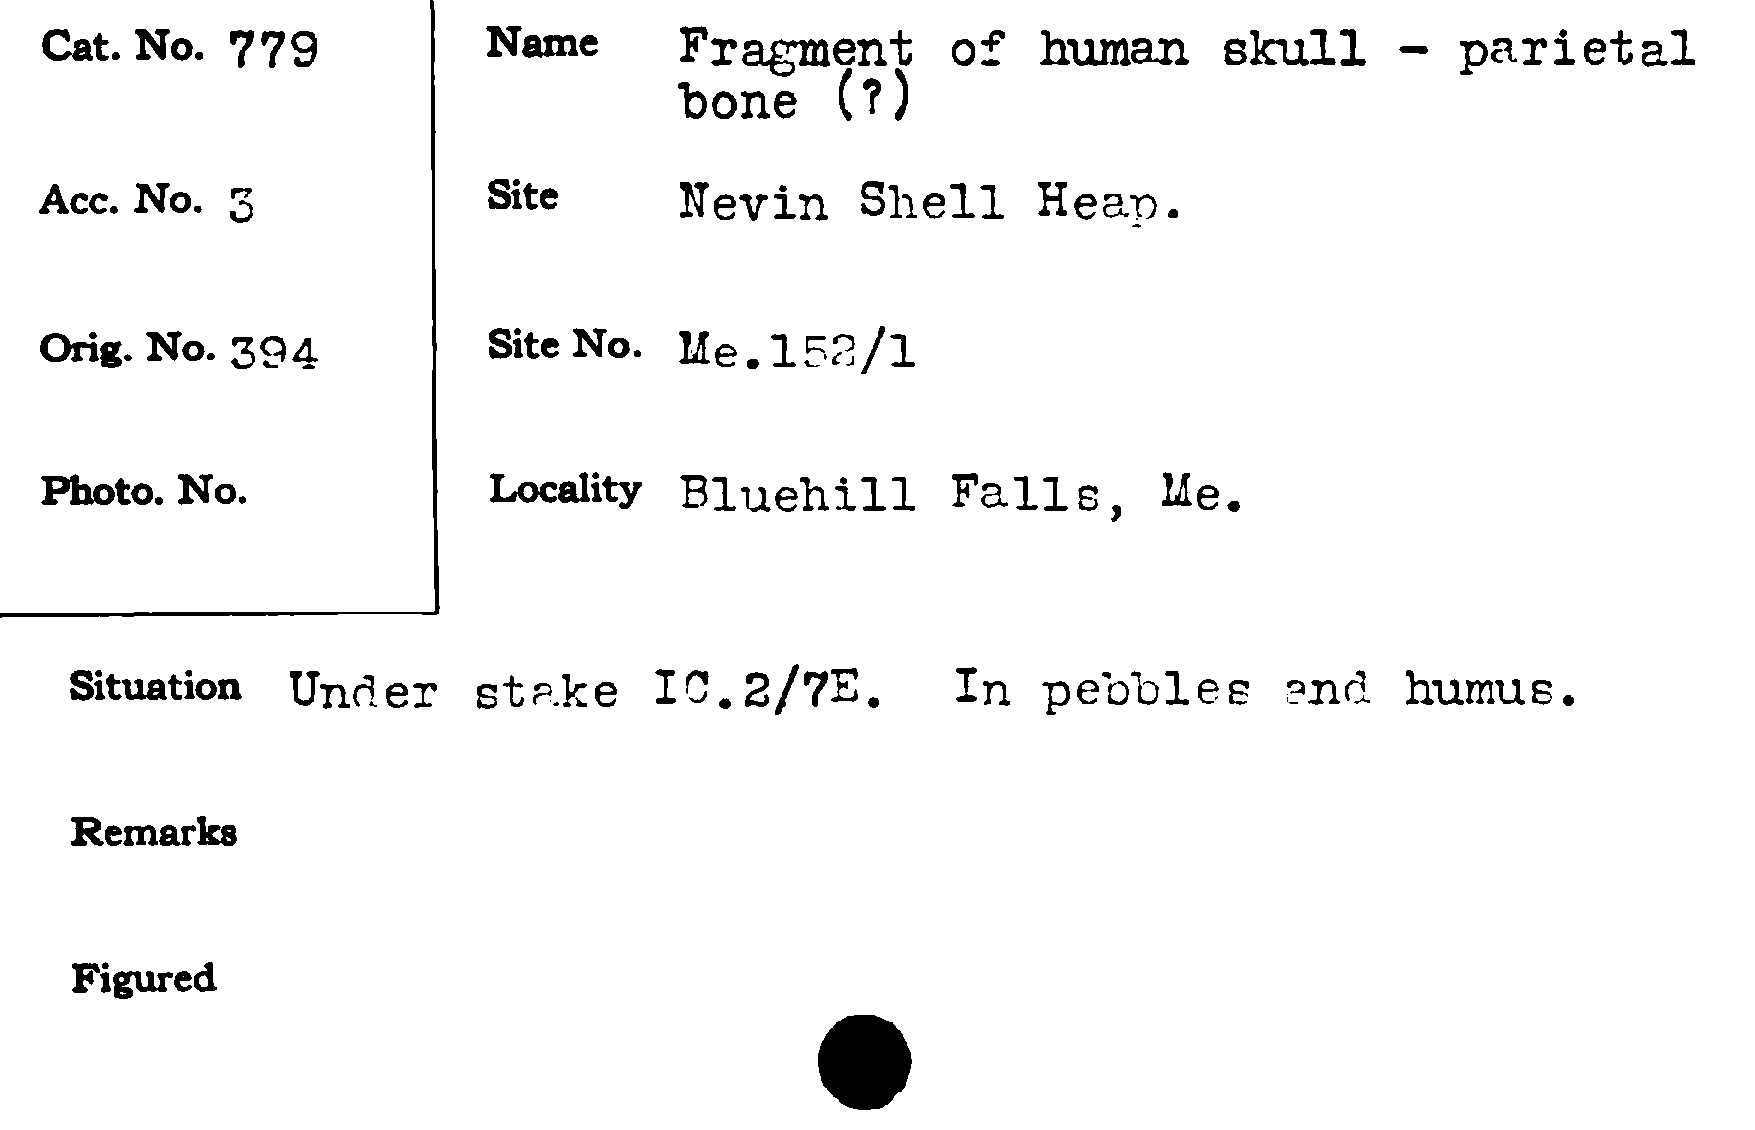 Cat. No. 779
Name Fragment of human skull - parietal
bone (?)
Acc. No. 3
Site Nevin Shell Heap.
Orig. No. 394
Site No. Me.152/1
Photo. No.
Locality Bluehill Falls, Me.
Situation Under stake IC.2/7E. In pebbles and humus.
Remarks
Figured